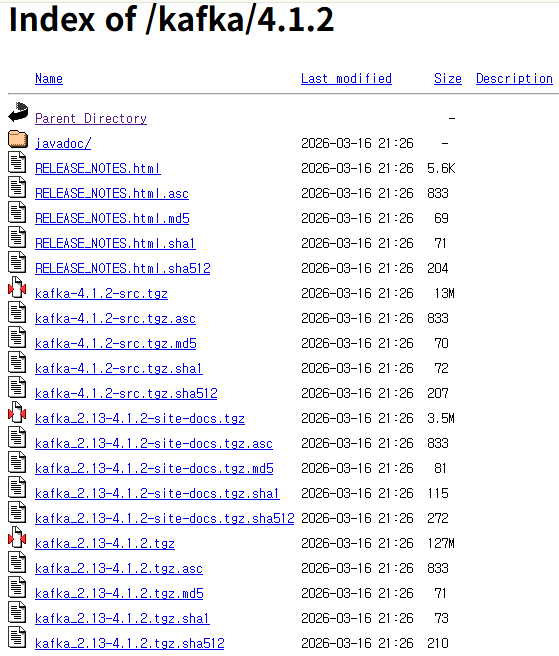 Index of /kafka/4.1.2
Name Last modified Size Description
Parent Directory -
javadoc/ 2026-03-16 21:26 -
RELEASE_NOTES.html 2026-03-16 21:26 5.6K
RELEASE_NOTES.html.asc 2026-03-16 21:26 833
RELEASE_NOTES.html.md5 2026-03-16 21:26 69
RELEASE_NOTES.html.sha1 2026-03-16 21:26 71
RELEASE_NOTES.html.sha512 2026-03-16 21:26 204
kafka-4.1.2-src.tgz 2026-03-16 21:26 13M
kafka-4.1.2-src.tgz.asc 2026-03-16 21:26 833
kafka-4.1.2-src.tgz.md5 2026-03-16 21:26 70
kafka-4.1.2-src.tgz.sha1 2026-03-16 21:26 72
kafka-4.1.2-src.tgz.sha512 2026-03-16 21:26 207
kafka_2.13-4.1.2-site-docs.tgz 2026-03-16 21:26 3.5M
kafka_2.13-4.1.2-site-docs.tgz.asc 2026-03-16 21:26 833
kafka_2.13-4.1.2-site-docs.tgz.md5 2026-03-16 21:26 81
kafka_2.13-4.1.2-site-docs.tgz.sha1 2026-03-16 21:26 115
kafka_2.13-4.1.2-site-docs.tgz.sha512 2026-03-16 21:26 272
kafka_2.13-4.1.2.tgz 2026-03-16 21:26 127M
kafka_2.13-4.1.2.tgz.asc 2026-03-16 21:26 833
kafka_2.13-4.1.2.tgz.md5 2026-03-16 21:26 71
kafka_2.13-4.1.2.tgz.sha1 2026-03-16 21:26 73
kafka_2.13-4.1.2.tgz.sha512 2026-03-16 21:26 210